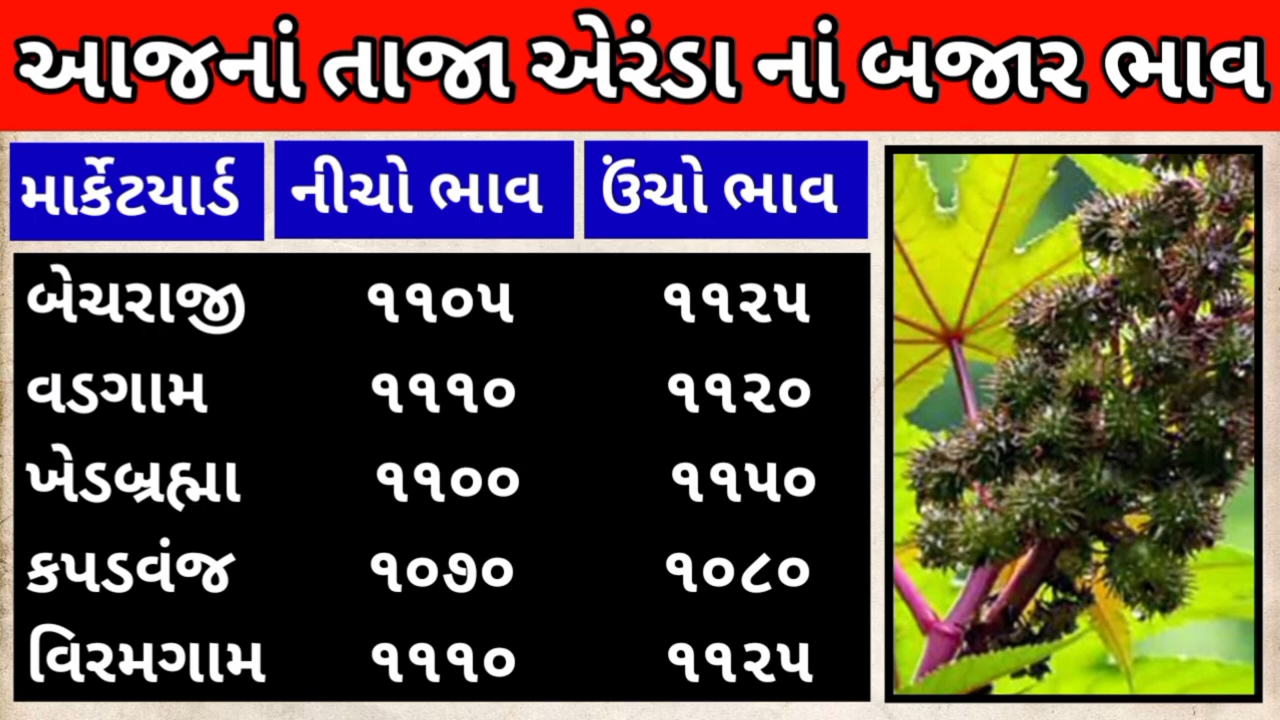 આજનાં તાજા એરંડા નાં બજાર ભાવ
માર્કેટયાર્ડ નીચો ભાવ ઉંચો ભાવ
બેચરાજી ૧૧૦૫ ૧૧૨૫
વડગામ ૧૧૧૦ ૧૧૨૦
ખેડબ્રહ્મા ૧૧૦૦ ૧૧૫૦
કપડવંજ ૧૦૭૦ ૧૦૮૦
વિરમગામ ૧૧૧૦ ૧૧૨૫